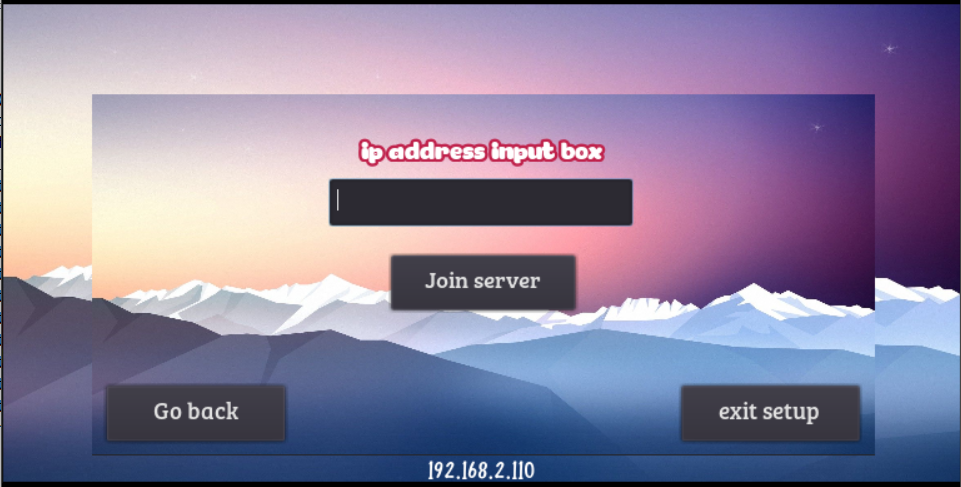 ip address input box
Join server
Go back
exit setup
192.168.2.110